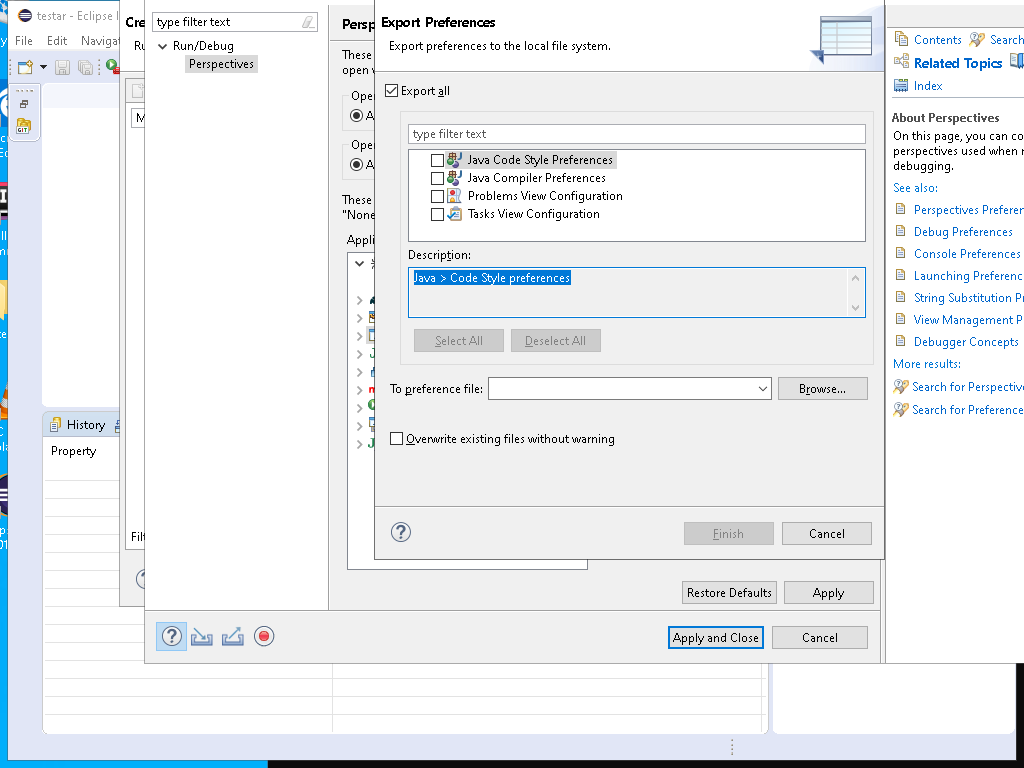 testar - Eclipse I
File Edit Naviga
Cre
Ru
M
Filt
type filter text
Run/Debug
Perspectives
Persp
These
open v
Oper
A
Oper
A
These
"None
Appli
Export Preferences
Export preferences to the local file system.
Export all
type filter text
Java Code Style Preferences
Java Compiler Preferences
Problems View Configuration
Tasks View Configuration
Description:
Java > Code Style preferences
Select All Deselect All
To preference file: Browse...
Overwrite existing files without warning
Finish Cancel
Restore Defaults Apply
Apply and Close Cancel
History
Property
GIT
Contents Search
Related Topics
Index
About Perspectives
On this page, you can co
perspectives used when r
debugging.
See also:
Perspectives Preferen
Debug Preferences
Console Preferences
Launching Preferenc
String Substitution P
View Management P
Debugger Concepts
More results:
Search for Perspective
Search for Preference